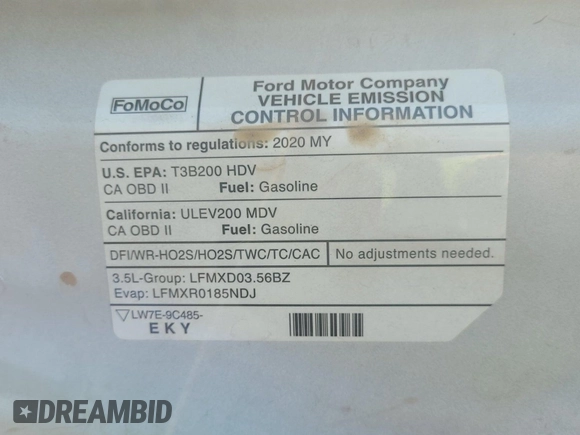 FoMoCo
Ford Motor Company
VEHICLE EMISSION
CONTROL INFORMATION
Conforms to regulations: 2020 MY
U.S. EPA: T3B200 HDV
CA OBD II Fuel: Gasoline
California: ULEV200 MDV
CA OBD II Fuel: Gasoline
DFI/WR-HO2S/HO2S/TWC/TC/CAC No adjustments needed.
3.5L-Group: LFMXD03.56BZ
Evap: LFMXR0185NDJ
LW7E-9C485-
EKY
DREAMBID